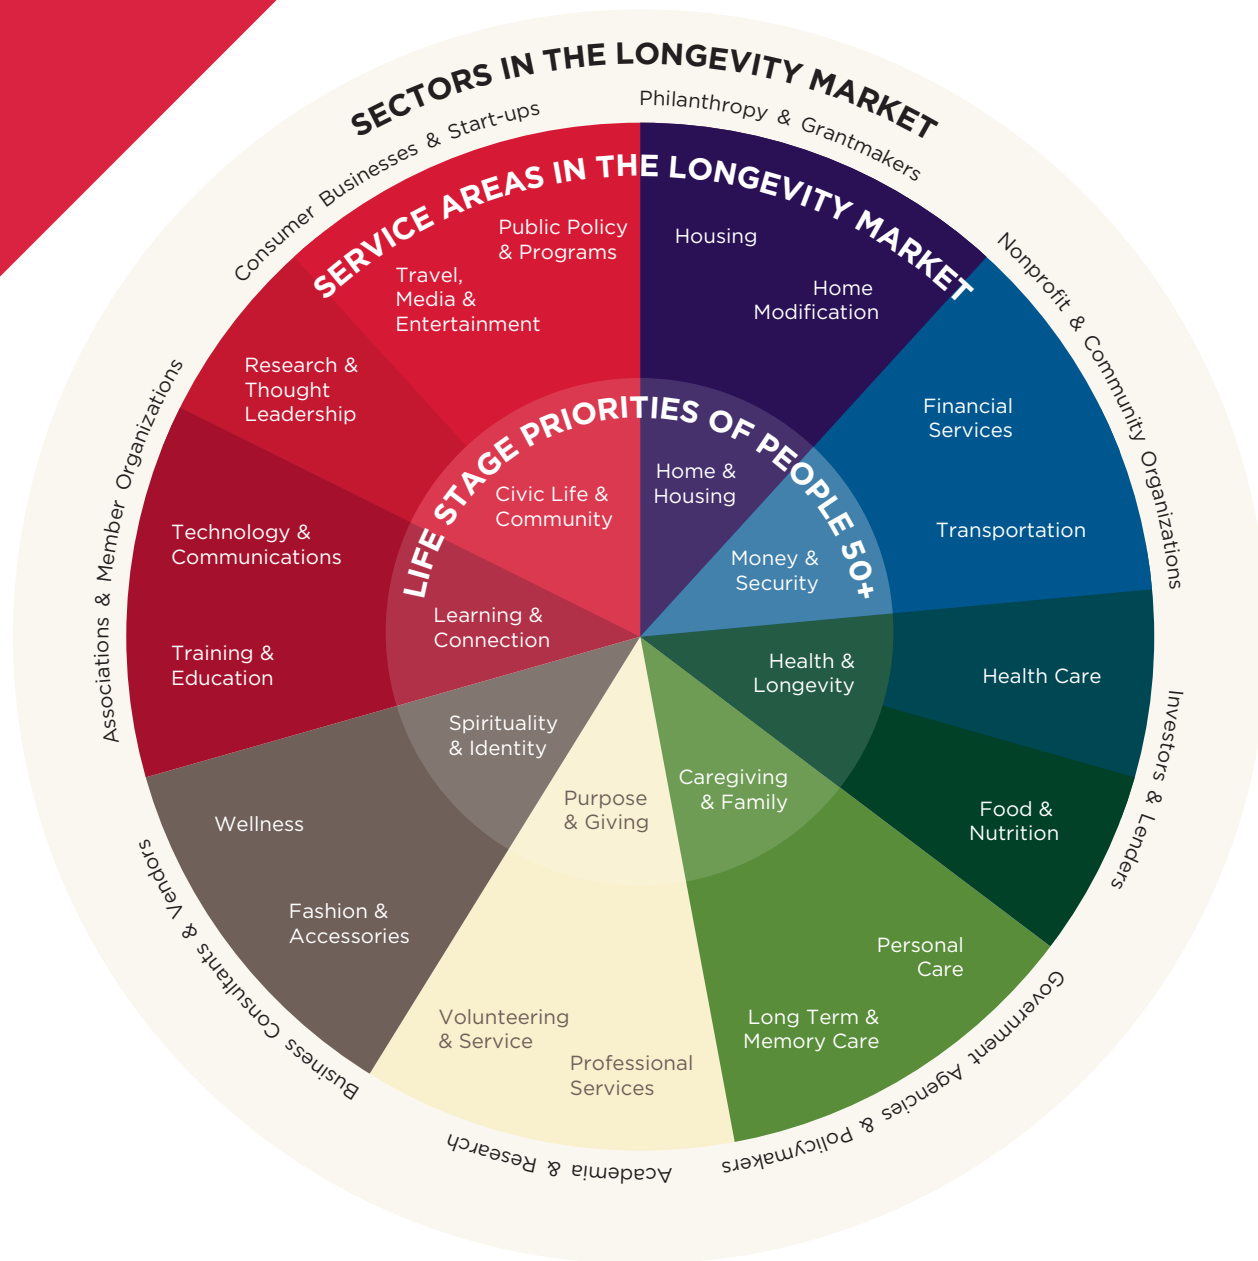 SECTORS IN THE LONGEVITY MARKET
Philanthropy & Grantmakers
Nonprofit & Community Organizations
Investors & Lenders
Government Agencies & Policymakers
Academia & Research
Business Consultants & Vendors
Associations & Member Organizations
Consumer Businesses & Start-ups
SERVICE AREAS IN THE LONGEVITY MARKET
Housing
Home
Modification
Financial
Services
Transportation
Health Care
Food &
Nutrition
Personal
Care
Long Term &
Memory Care
Professional
Services
Volunteering
& Service
Fashion &
Accessories
Wellness
Training &
Education
Technology &
Communications
Research &
Thought
Leadership
Travel,
Media &
Entertainment
Public Policy
& Programs
LIFE STAGE PRIORITIES OF PEOPLE 50+
Home &
Housing
Money &
Security
Health &
Longevity
Caregiving
& Family
Purpose
& Giving
Spirituality
& Identity
Learning &
Connection
Civic Life &
Community